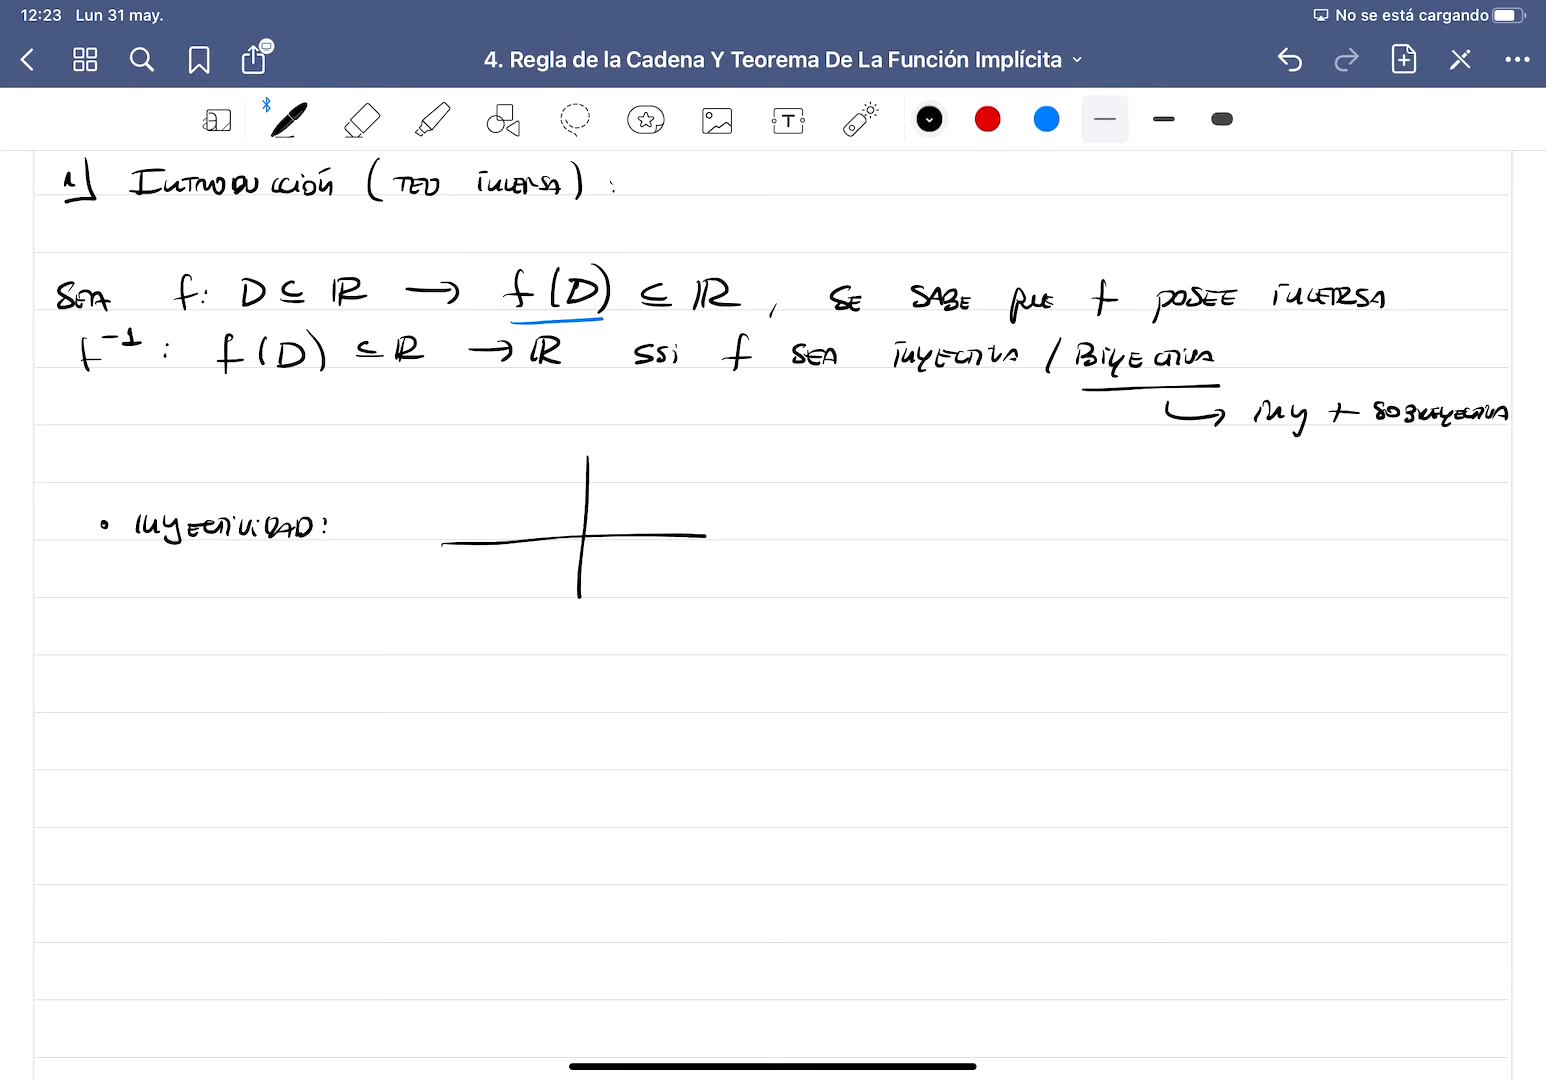 12:23 Lun 31 may. No se está cargando
4. Regla de la Cadena Y Teorema De La Función Implícita
1) INTRODUCCIÓN (TEO INVERSA) :
SEA f: D ⊆ ℝ → f(D) ⊆ ℝ, SE SABE QUE f POSEE INVERSA
f⁻¹ : f(D) ⊆ ℝ → ℝ SSi f SEA INYECTIVA / BIYECTIVA
↳ INY + SOBREYECTIVA
• INYECTIVIDAD: